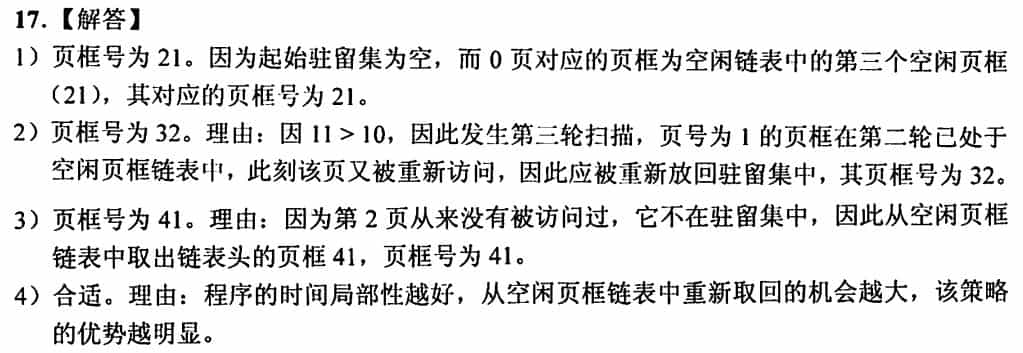 17.【解答】
1）页框号为 21。因为起始驻留集为空，而 0 页对应的页框为空闲链表中的第三个空闲页框
（21），其对应的页框号为 21。
2）页框号为 32。理由：因 11 > 10，因此发生第三轮扫描，页号为 1 的页框在第二轮已处于
空闲页框链表中，此刻该页又被重新访问，因此应被重新放回驻留集中，其页框号为 32。
3）页框号为 41。理由：因为第 2 页从来没有被访问过，它不在驻留集中，因此从空闲页框
链表中取出链表头的页框 41，页框号为 41。
4）合适。理由：程序的时间局部性越好，从空闲页框链表中重新取回的机会越大，该策略
的优势越明显。